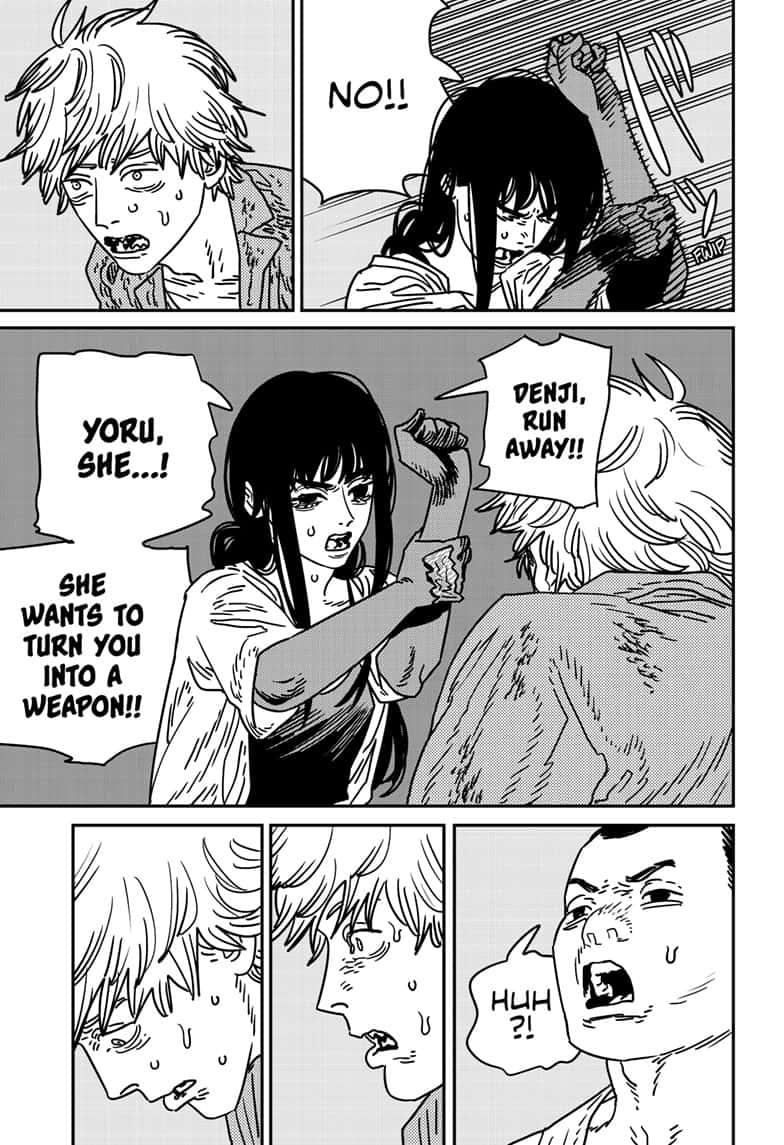 NO!!
FWIP
DENJI,
RUN
AWAY!!
YORU,
SHE...!
SHE
WANTS TO
TURN YOU
INTO A
WEAPON!!
HUH
?!